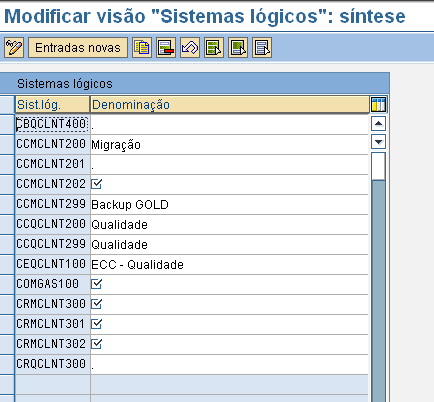 Modificar visão "Sistemas lógicos": síntese
Entradas novas
Sistemas lógicos
Sist.lóg. Denominação
CBQCLNT400 .
CCMCLNT200 Migração
CCMCLNT201 .
CCMCLNT202
CCMCLNT299 Backup GOLD
CCQCLNT200 Qualidade
CCQCLNT299 Qualidade
CEQCLNT100 ECC - Qualidade
COMGAS100
CRMCLNT300
CRMCLNT301
CRMCLNT302
CRQCLNT300 .